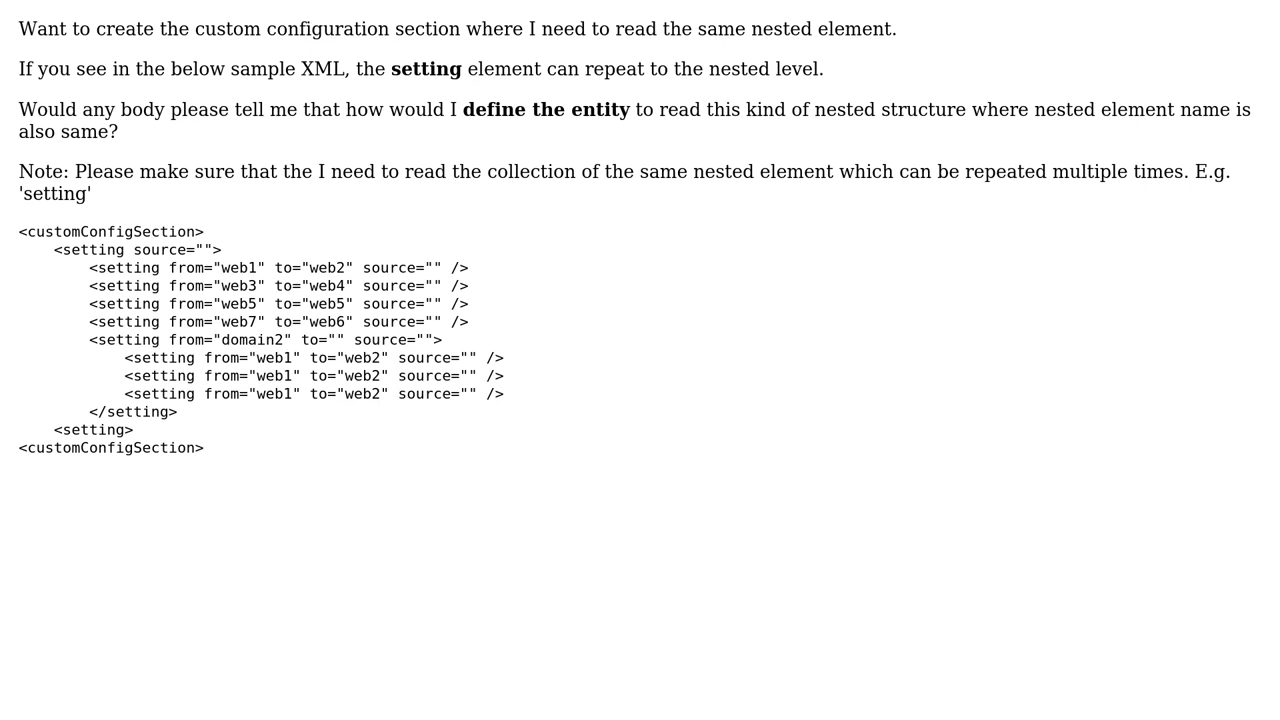 Want to create the custom configuration section where I need to read the same nested element.
If you see in the below sample XML, the setting element can repeat to the nested level.
Would any body please tell me that how would I define the entity to read this kind of nested structure where nested element name is
also same?
Note: Please make sure that the I need to read the collection of the same nested element which can be repeated multiple times. E.g.
'setting'
<customConfigSection>
    <setting source="">
        <setting from="web1" to="web2" source="" />
        <setting from="web3" to="web4" source="" />
        <setting from="web5" to="web5" source="" />
        <setting from="web7" to="web6" source="" />
        <setting from="domain2" to="" source="">
            <setting from="web1" to="web2" source="" />
            <setting from="web1" to="web2" source="" />
            <setting from="web1" to="web2" source="" />
        </setting>
    <setting>
<customConfigSection>